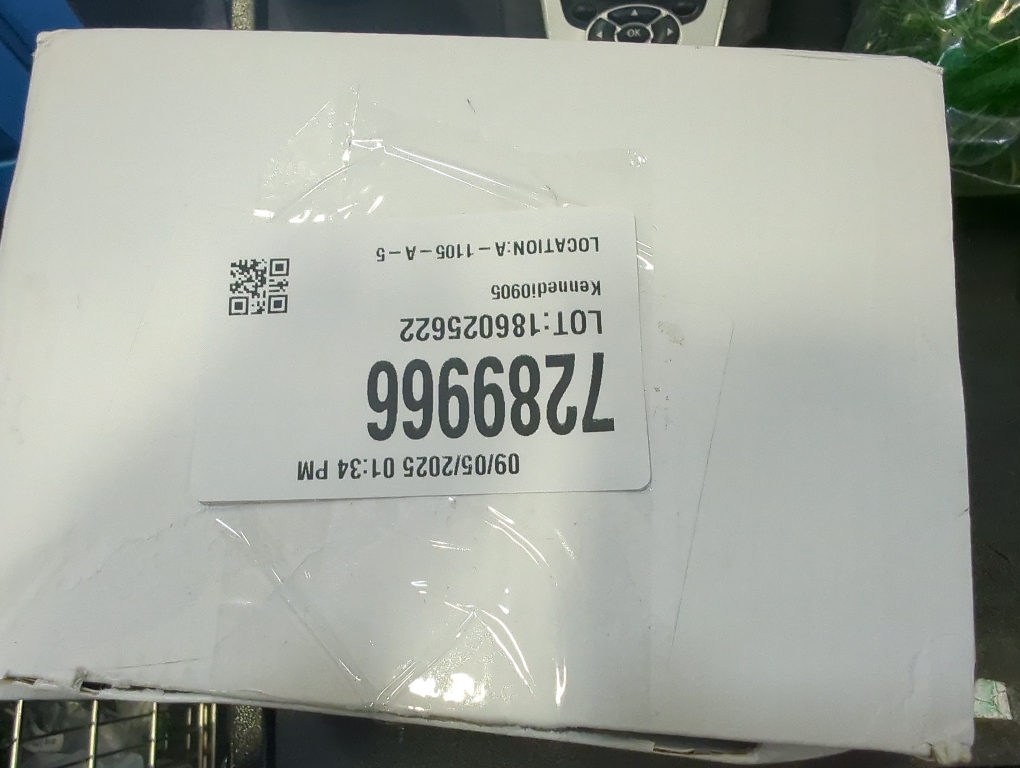 09/05/2025 01:34 PM
7289966
LOT:186025622
Kennedi0905
LOCATION:A-1105-A-5
OK